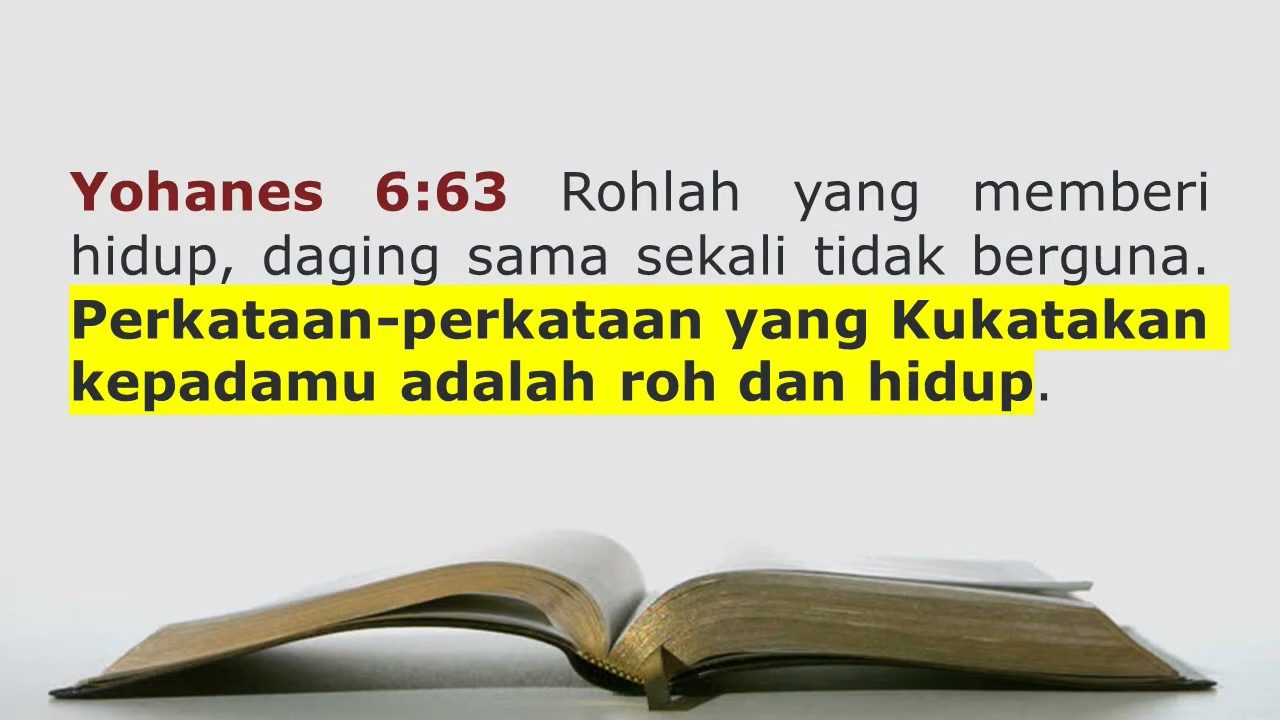 Yohanes 6:63 Rohlah yang memberi
hidup, daging sama sekali tidak berguna.
Perkataan-perkataan yang Kukatakan
kepadamu adalah roh dan hidup.